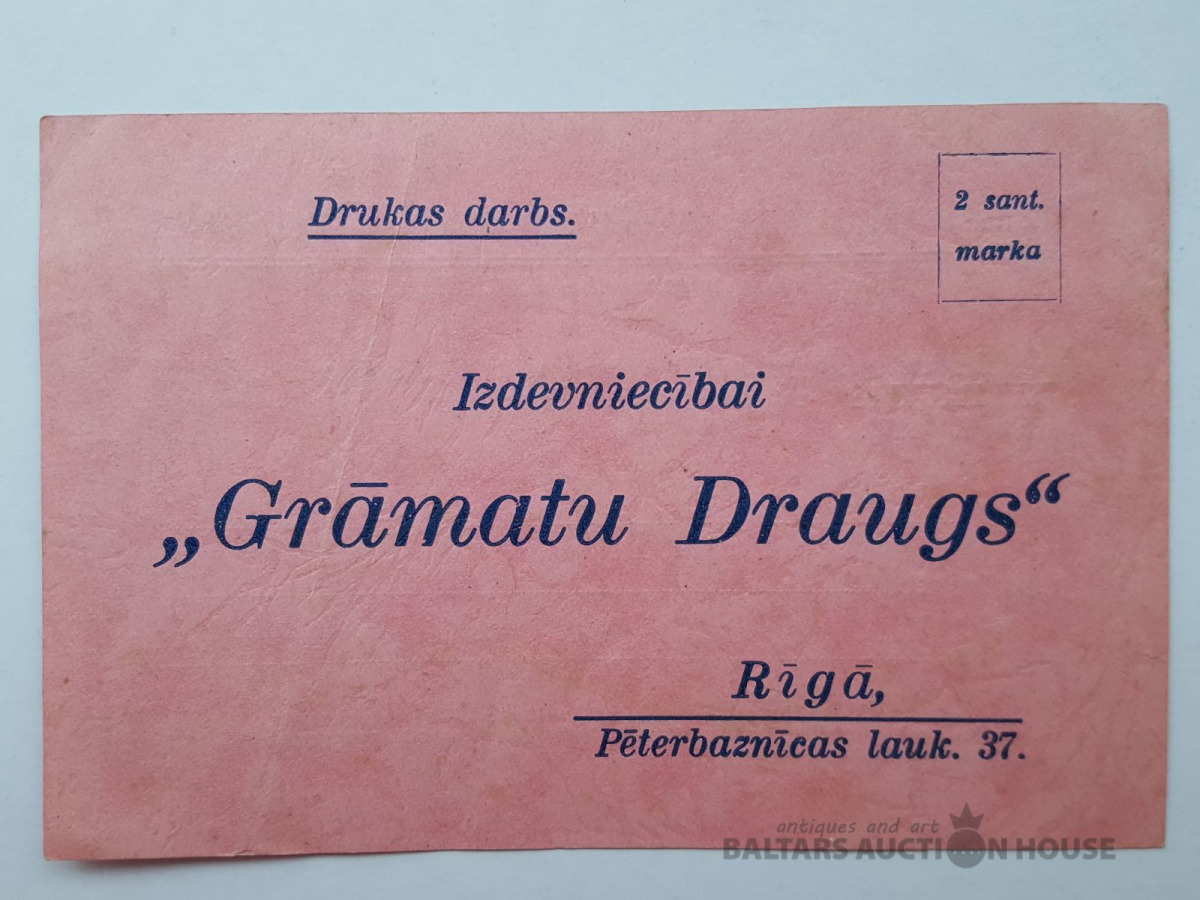 Drukas darbs.
2 sant.
marka
Izdevniecībai
„Grāmatu Draugs“
Rīgā,
Pēterbaznīcas lauk. 37.
antiques and art
BALTARS AUCTION HOUSE